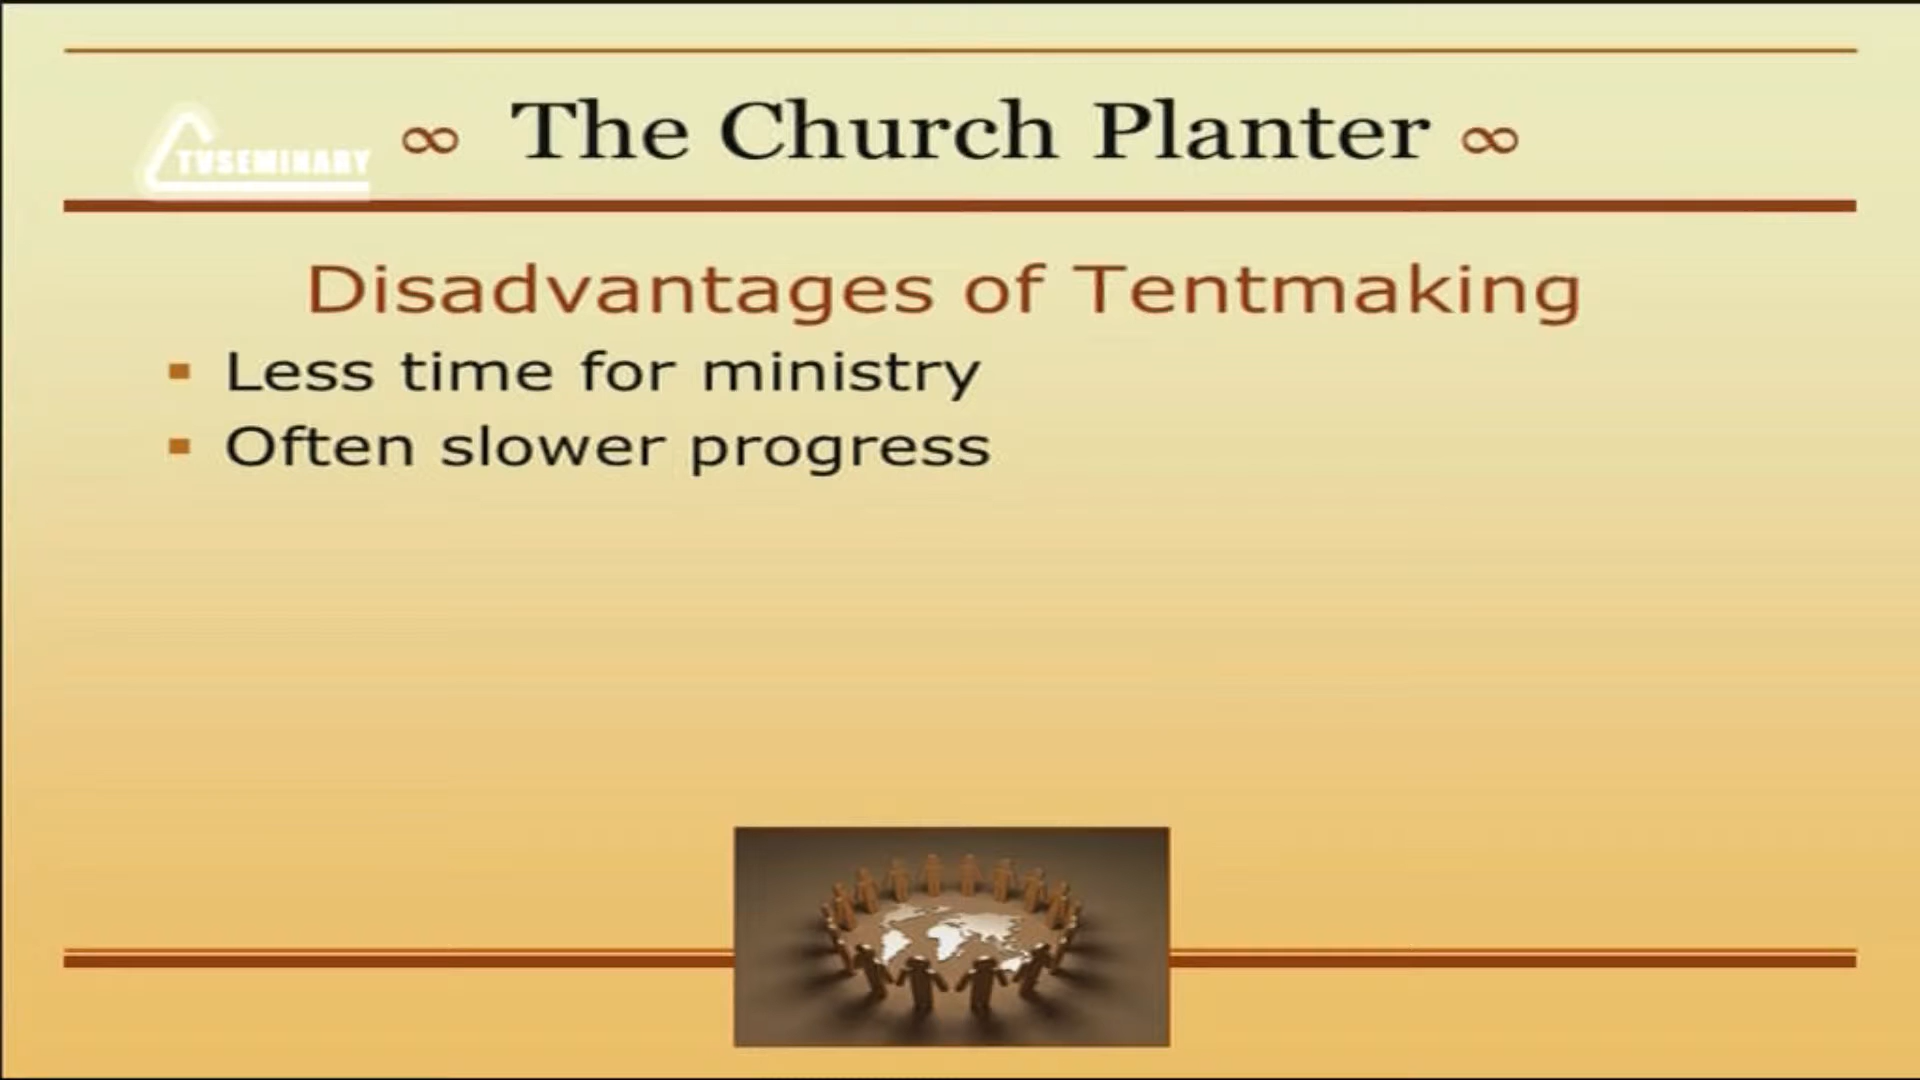 TVSEMINARY
∞ The Church Planter ∞
Disadvantages of Tentmaking
▪ Less time for ministry
▪ Often slower progress